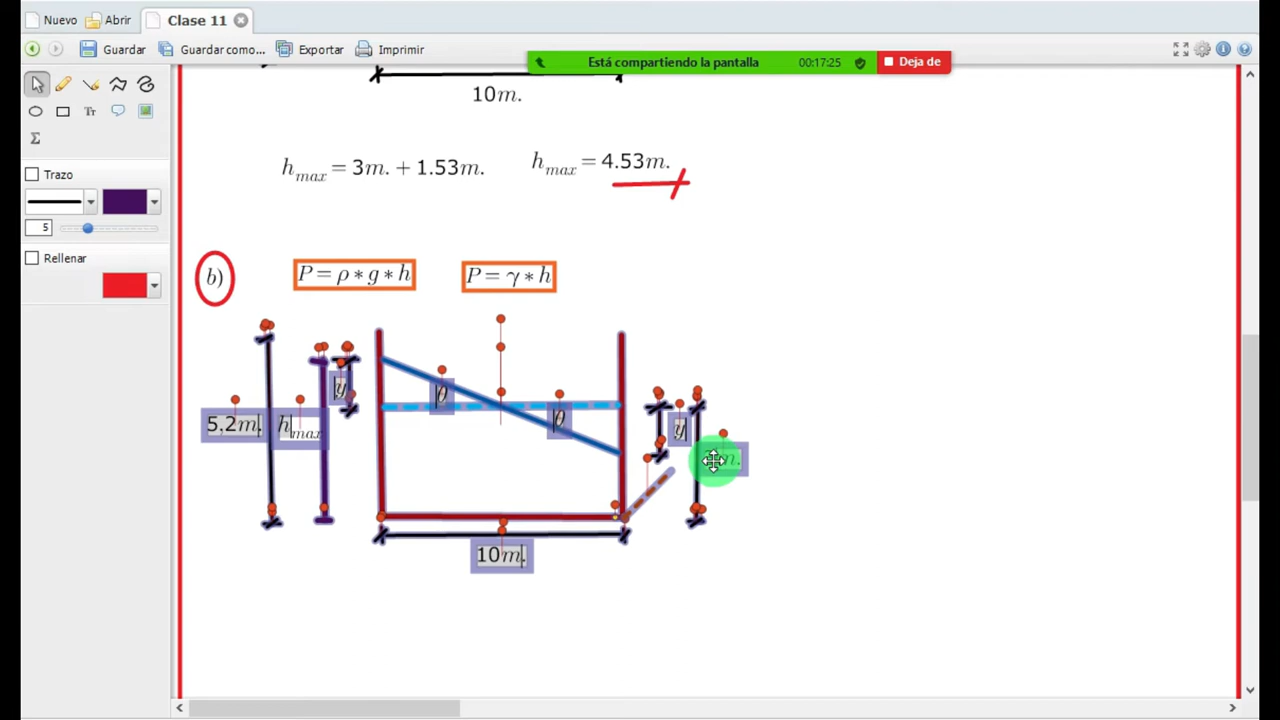 Nuevo Abrir Clase 11
Guardar Guardar como... Exportar Imprimir
Está compartiendo la pantalla 00:17:25 Deja de
Tr
Σ
Trazo
5
Rellenar
10m.
h_max = 3m. + 1.53m. h_max = 4.53m.
b) P = ρ * g * h P = γ * h
y
θ
5,2m. h_max
θ
y
m.
10m.